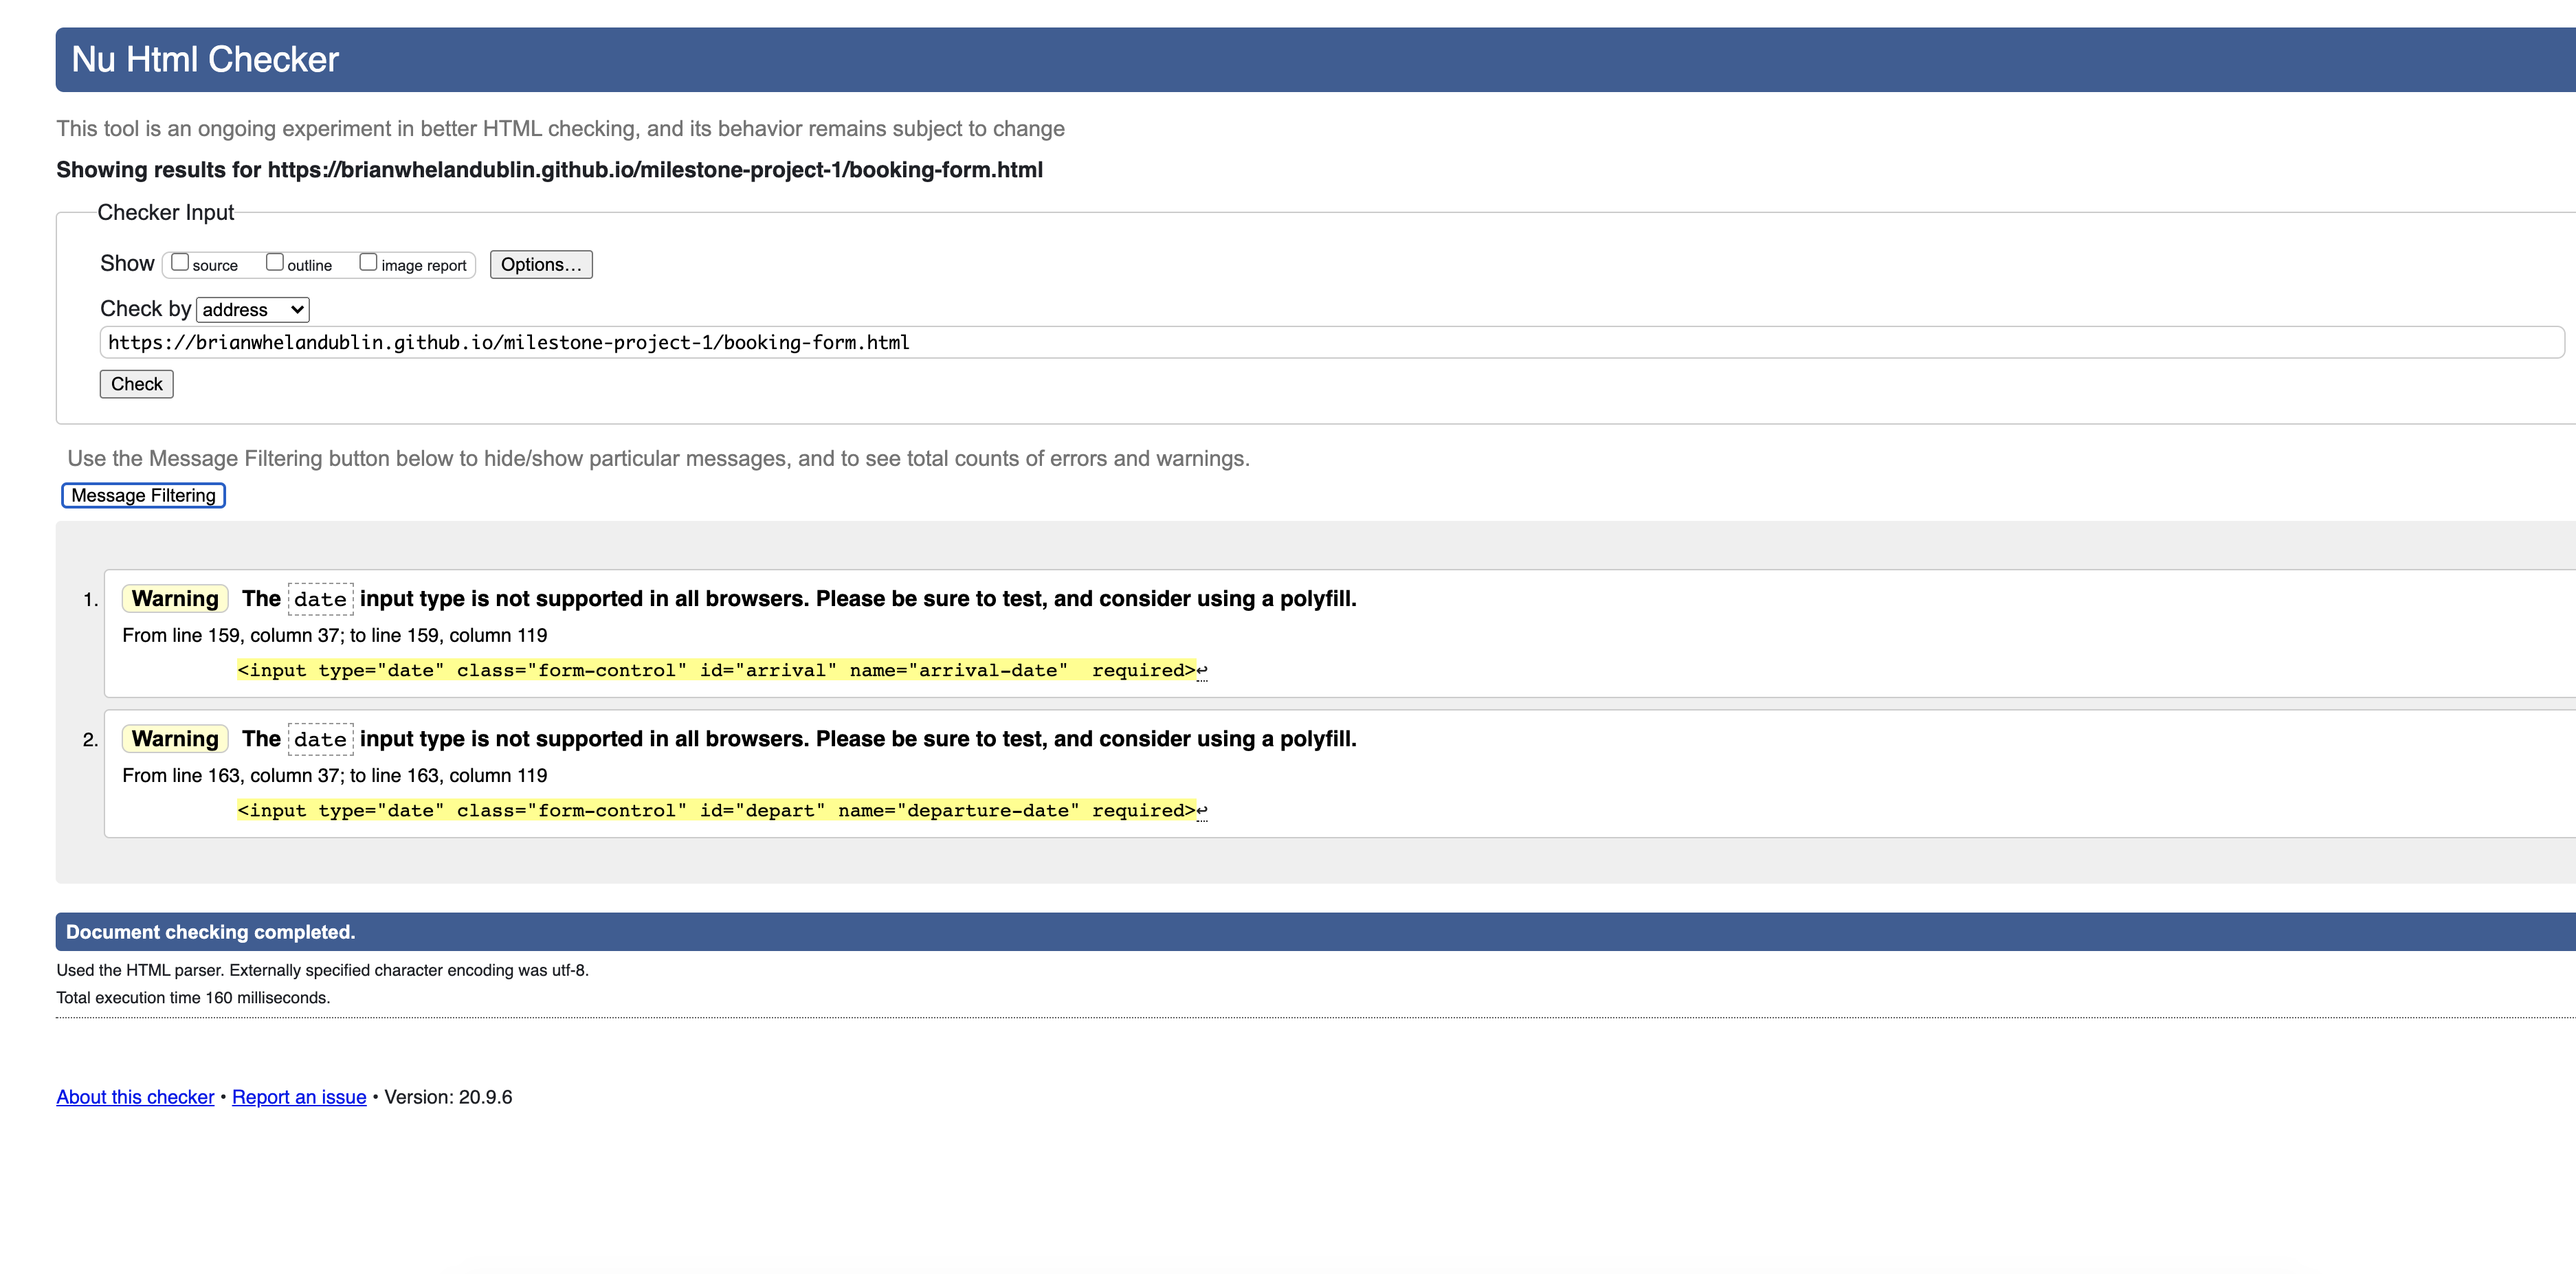 Nu Html Checker
This tool is an ongoing experiment in better HTML checking, and its behavior remains subject to change
Showing results for https://brianwhelandublin.github.io/milestone-project-1/booking-form.html
Checker Input
Show source outline image report Options...
Check by address
https://brianwhelandublin.github.io/milestone-project-1/booking-form.html
Check
Use the Message Filtering button below to hide/show particular messages, and to see total counts of errors and warnings.
Message Filtering
1. Warning The date input type is not supported in all browsers. Please be sure to test, and consider using a polyfill.
From line 159, column 37; to line 159, column 119
<input type="date" class="form-control" id="arrival" name="arrival-date"  required>↩
2. Warning The date input type is not supported in all browsers. Please be sure to test, and consider using a polyfill.
From line 163, column 37; to line 163, column 119
<input type="date" class="form-control" id="depart" name="departure-date" required>↩
Document checking completed.
Used the HTML parser. Externally specified character encoding was utf-8.
Total execution time 160 milliseconds.
About this checker • Report an issue • Version: 20.9.6